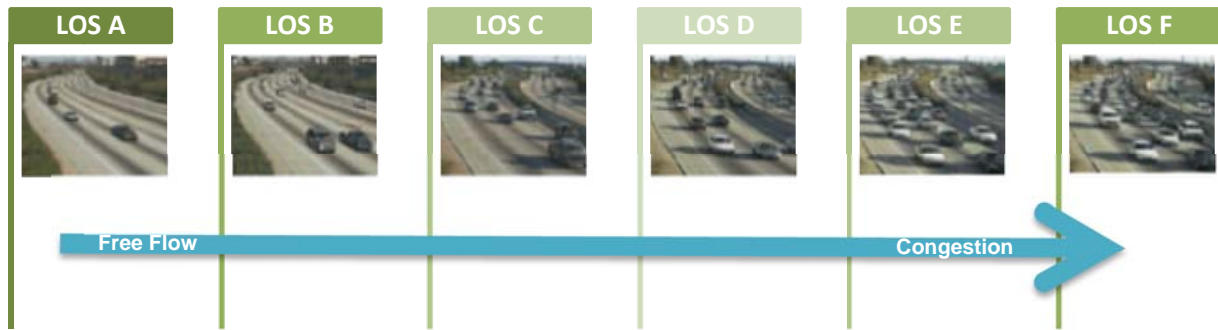 LOS A
LOS B
LOS C
LOS D
LOS E
LOS F
Free Flow
Congestion